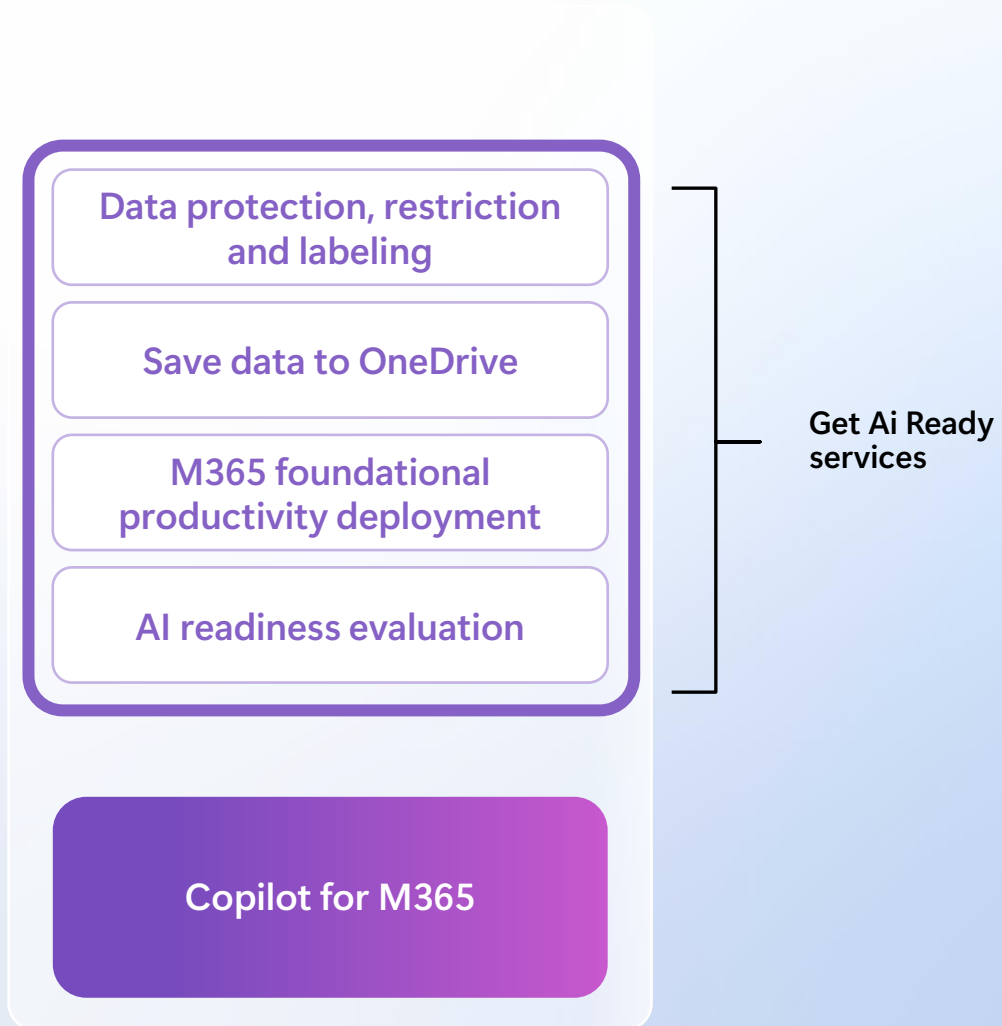 Data protection, restriction
and labeling
Save data to OneDrive
M365 foundational
productivity deployment
AI readiness evaluation
Get Ai Ready
services
Copilot for M365